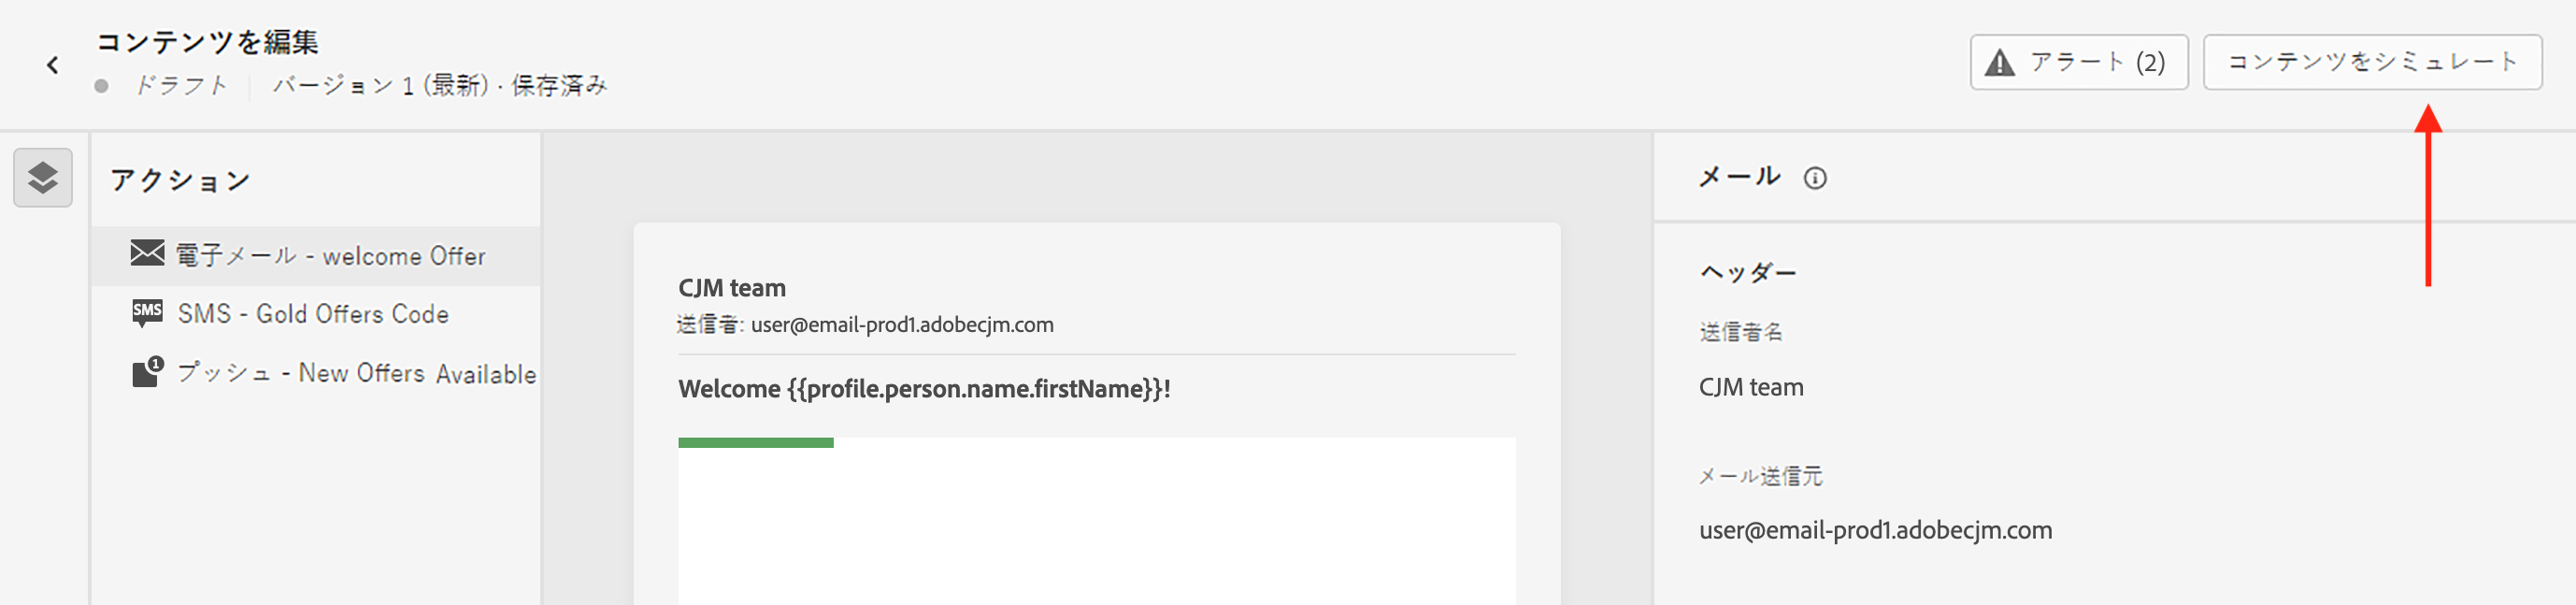 コンテンツを編集
ドラフト
バージョン 1 (最新) · 保存済み
アラート (2)
コンテンツをシミュレート
アクション
電子メール - welcome Offer
SMS
SMS - Gold Offers Code
1
プッシュ - New Offers Available
CJM team
送信者: user@email-prod1.adobecjm.com
Welcome {{profile.person.name.firstName}}!
メール
ヘッダー
送信者名
CJM team
メール送信元
user@email-prod1.adobecjm.com